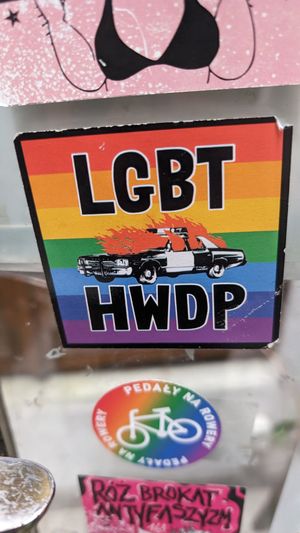 LGBT
HWDP
PEDAŁY NA ROWERY
PEDAŁY NA ROWERY
RÓŻ BROKAT
ANTYFASZYZM